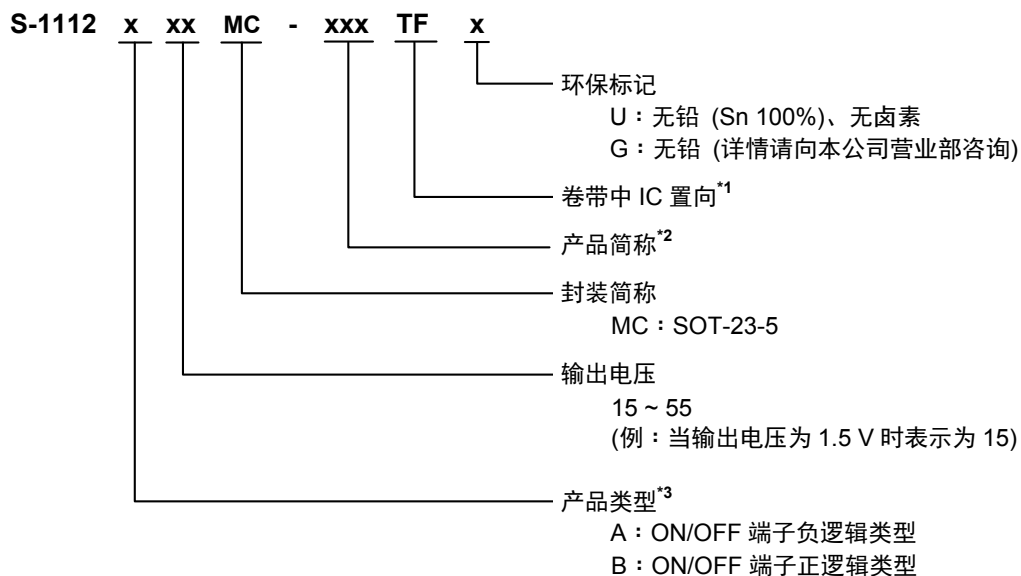 S-1112 x xx MC - xxx TF x
环保标记
U：无铅 (Sn 100%)、无卤素
G：无铅 (详情请向本公司营业部咨询)
卷带中 IC 置向*1
产品简称*2
封装简称
MC：SOT-23-5
输出电压
15 ~ 55
(例：当输出电压为 1.5 V 时表示为 15)
产品类型*3
A：ON/OFF 端子负逻辑类型
B：ON/OFF 端子正逻辑类型